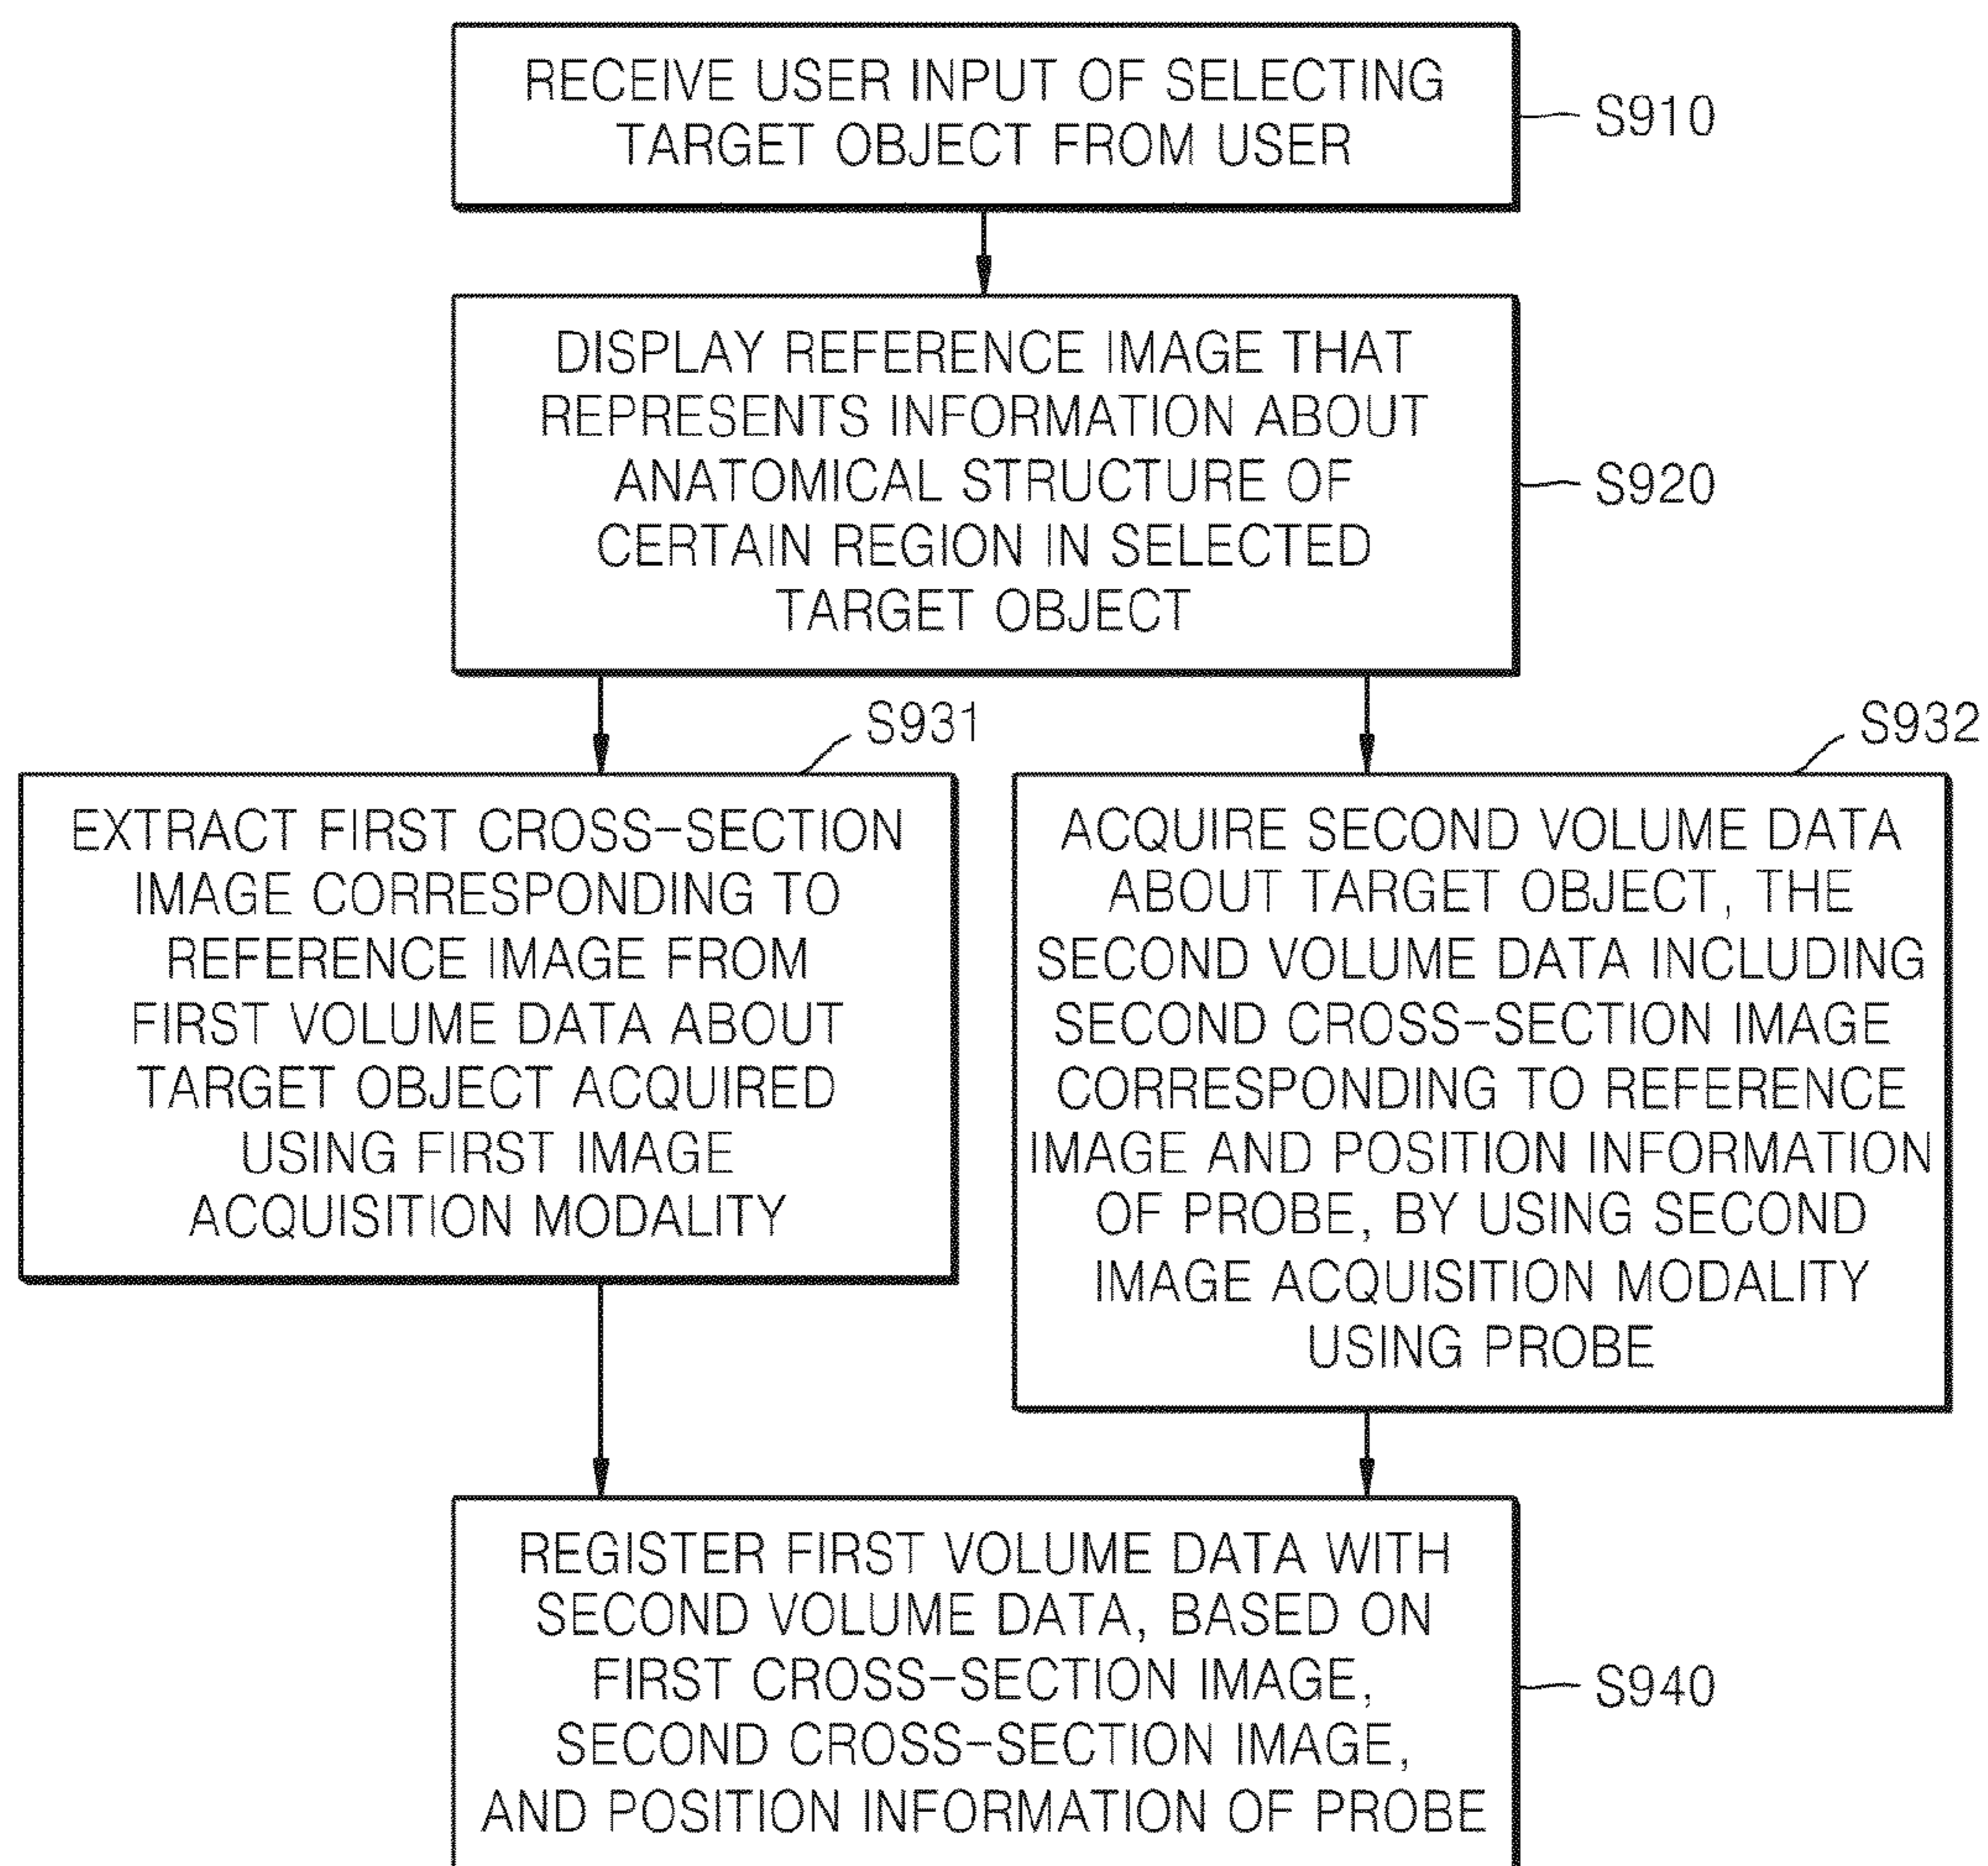 RECEIVE USER INPUT OF SELECTING
TARGET OBJECT FROM USER
S910
DISPLAY REFERENCE IMAGE THAT
REPRESENTS INFORMATION ABOUT
ANATOMICAL STRUCTURE OF
CERTAIN REGION IN SELECTED
TARGET OBJECT
S920
S931
EXTRACT FIRST CROSS-SECTION
IMAGE CORRESPONDING TO
REFERENCE IMAGE FROM
FIRST VOLUME DATA ABOUT
TARGET OBJECT ACQUIRED
USING FIRST IMAGE
ACQUISITION MODALITY
S932
ACQUIRE SECOND VOLUME DATA
ABOUT TARGET OBJECT, THE
SECOND VOLUME DATA INCLUDING
SECOND CROSS-SECTION IMAGE
CORRESPONDING TO REFERENCE
IMAGE AND POSITION INFORMATION
OF PROBE, BY USING SECOND
IMAGE ACQUISITION MODALITY
USING PROBE
REGISTER FIRST VOLUME DATA WITH
SECOND VOLUME DATA, BASED ON
FIRST CROSS-SECTION IMAGE,
SECOND CROSS-SECTION IMAGE,
AND POSITION INFORMATION OF PROBE
S940